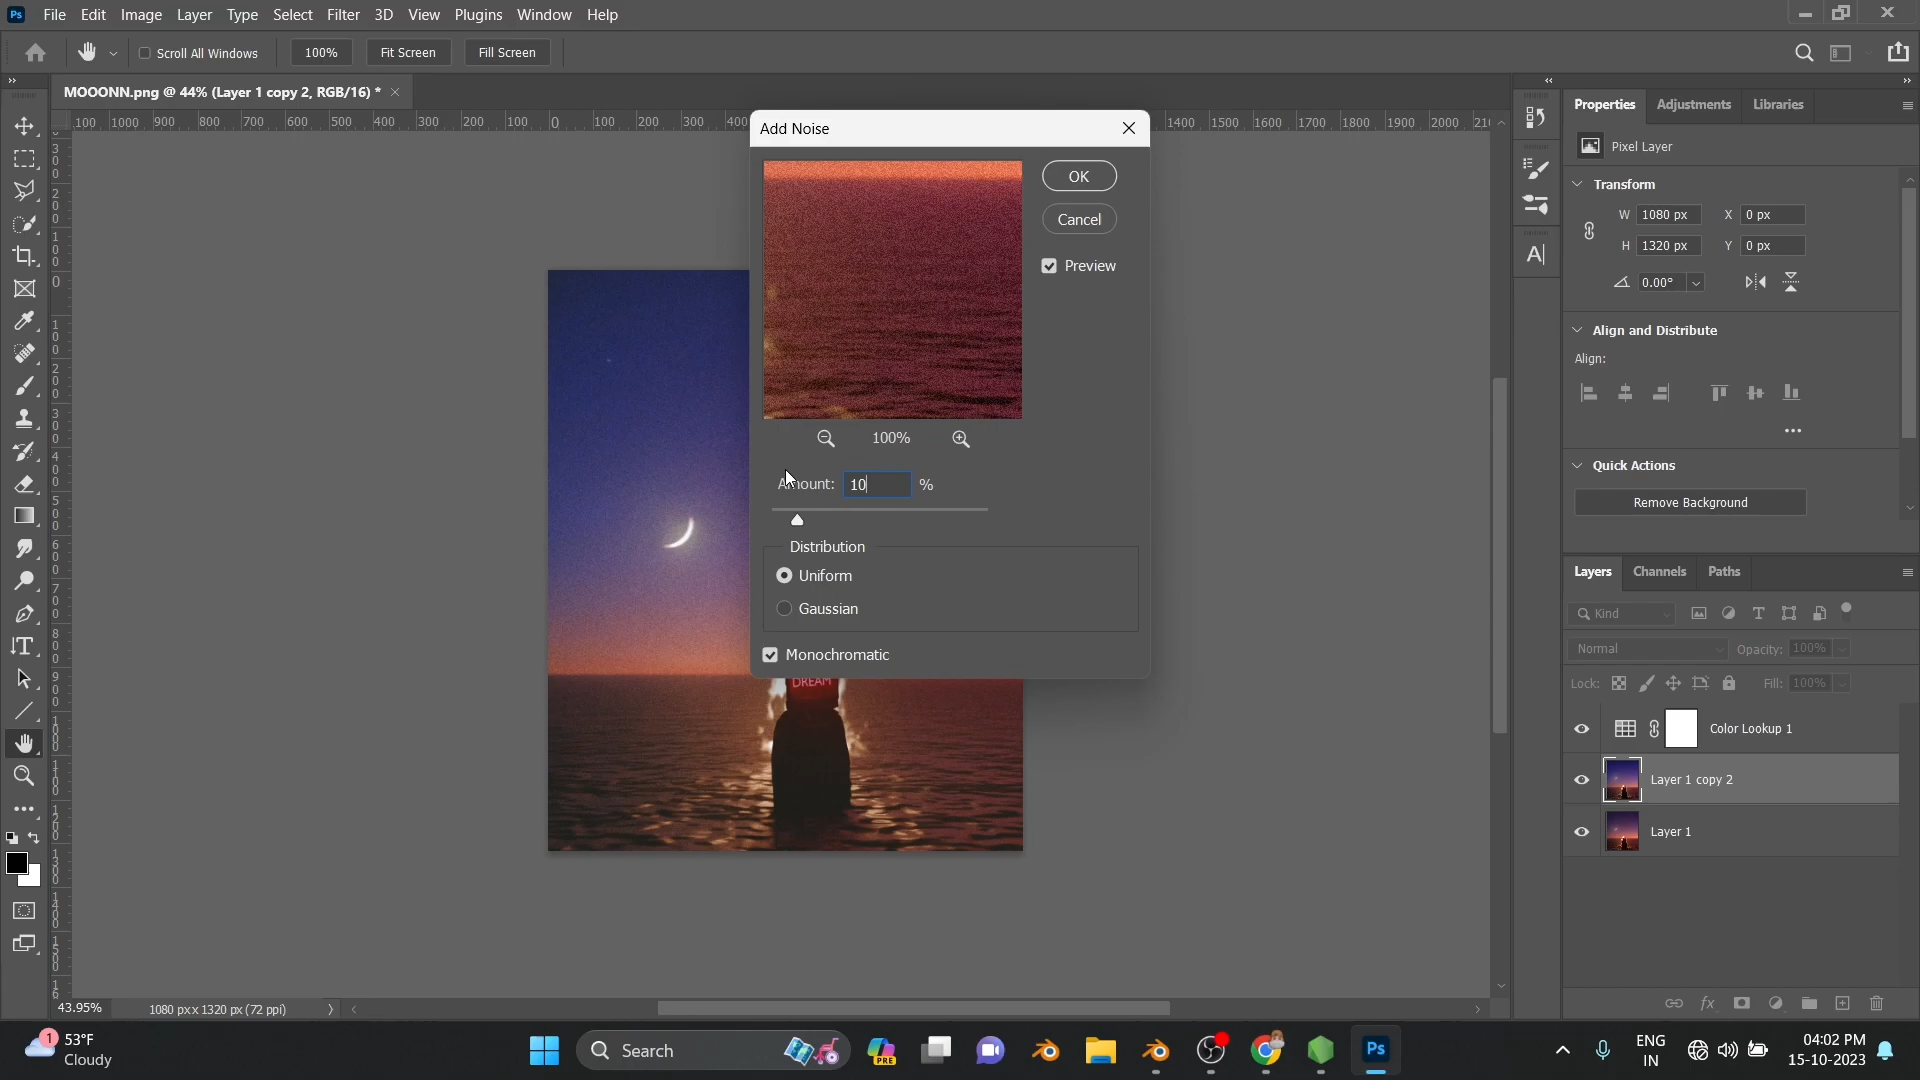 Ps File Edit Image Layer Type Select Filter 3D View Plugins Window Help
Scroll All Windows 100% Fit Screen Fill Screen
MOOONN.png @ 44% (Layer 1 copy 2, RGB/16) *
100 1000 900 800 700 600 500 400 300 200 100 0 100 200 300 400 1400 1500 1600 1700 1800 1900 2000
Add Noise
OK
Cancel
Preview
100%
Amount: 10 %
Distribution
Uniform
Gaussian
Monochromatic
DREAM
Properties Adjustments Libraries
Pixel Layer
Transform
W 1080 px X 0 px
H 1320 px Y 0 px
0.00°
Align and Distribute
Align:
Quick Actions
Remove Background
Layers Channels Paths
Kind
Normal Opacity: 100%
Lock: Fill: 100%
Color Lookup 1
Layer 1 copy 2
Layer 1
43.95% 1080 px x 1320 px (72 ppi)
1 53°F
Cloudy
Search
PRE
Ps
ENG
IN
04:02 PM
15-10-2023